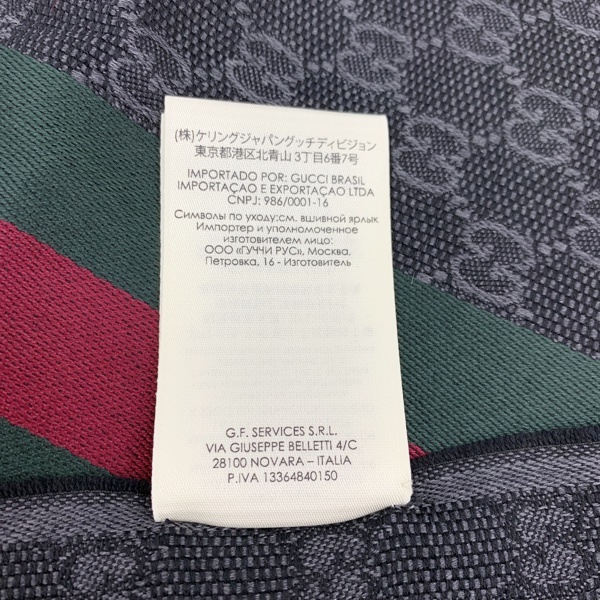 (株)ケリングジャパングッチディビジョン
東京都港区北青山 3丁目6番7号
IMPORTADO POR: GUCCI BRASIL
IMPORTAÇAO E EXPORTAÇAO LTDA
CNPJ: 986/0001-16
Символы по уходу:см. вшивной ярлык
Импортер и уполномоченное
изготовителем лицо:
ООО "ГУЧЧИ РУС", Москва,
Петровка, 16 - Изготовитель:
G.F. SERVICES S.R.L.
VIA GIUSEPPE BELLETTI 4/C
28100 NOVARA – ITALIA
P.IVA 13364840150